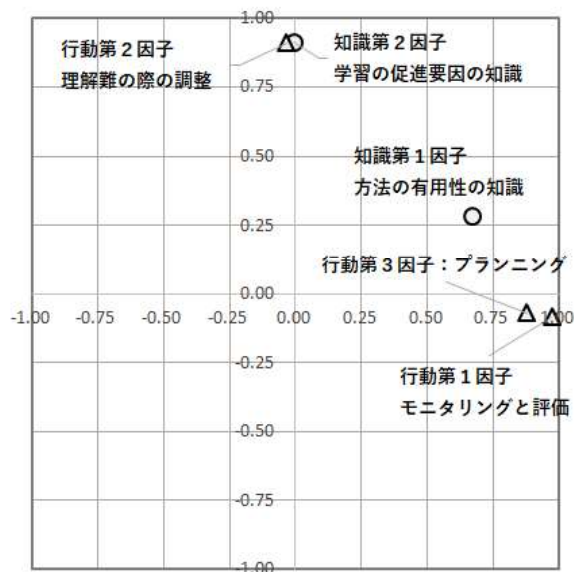 1.00
行動第２因子
理解難の際の調整
知識第２因子
学習の促進要因の知識
0.75
0.50
知識第１因子
方法の有用性の知識
0.25
行動第３因子：プランニング
0.00
-1.00 -0.75 -0.50 -0.25 0.00 0.25 0.50 0.75 1.00
行動第１因子
モニタリングと評価
-0.25
-0.50
-0.75
-1.00